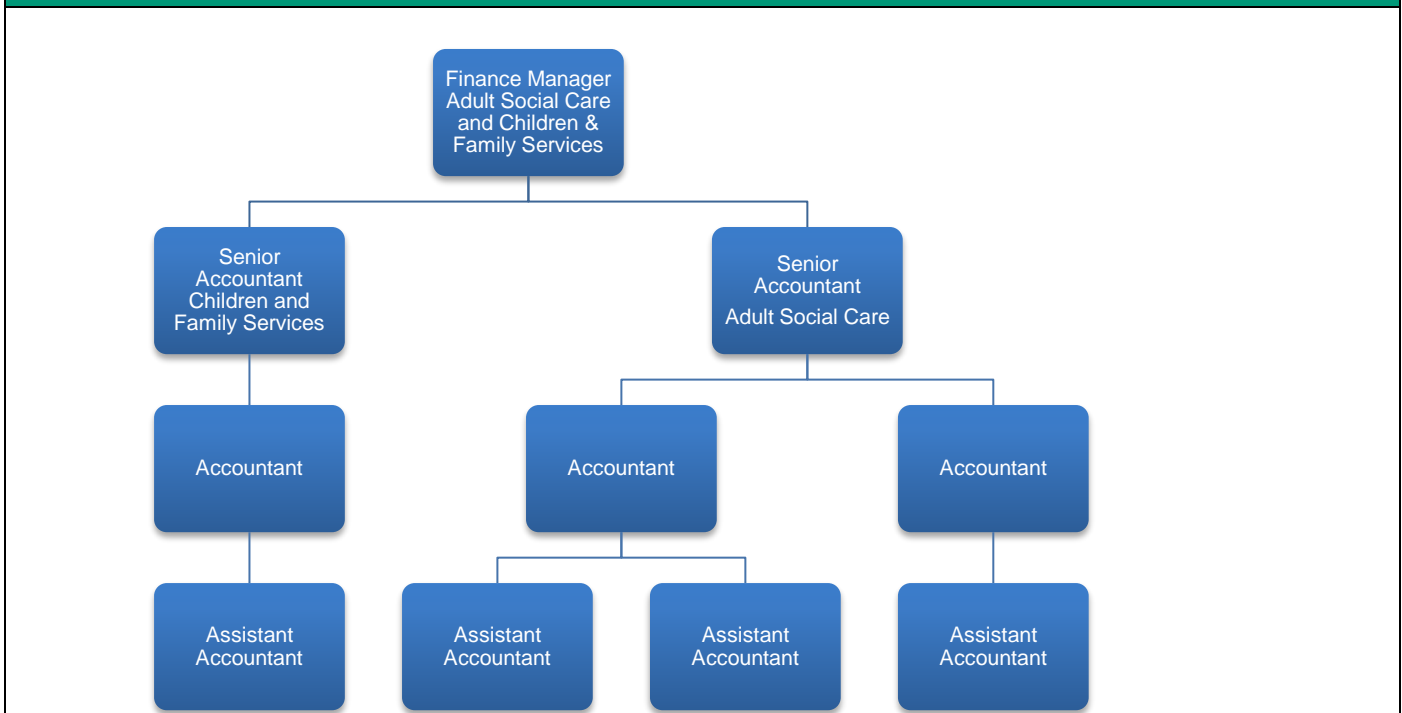 Finance Manager
Adult Social Care
and Children &
Family Services
Senior
Accountant
Children and
Family Services
Senior
Accountant
Adult Social Care
Accountant
Accountant
Accountant
Assistant
Accountant
Assistant
Accountant
Assistant
Accountant
Assistant
Accountant